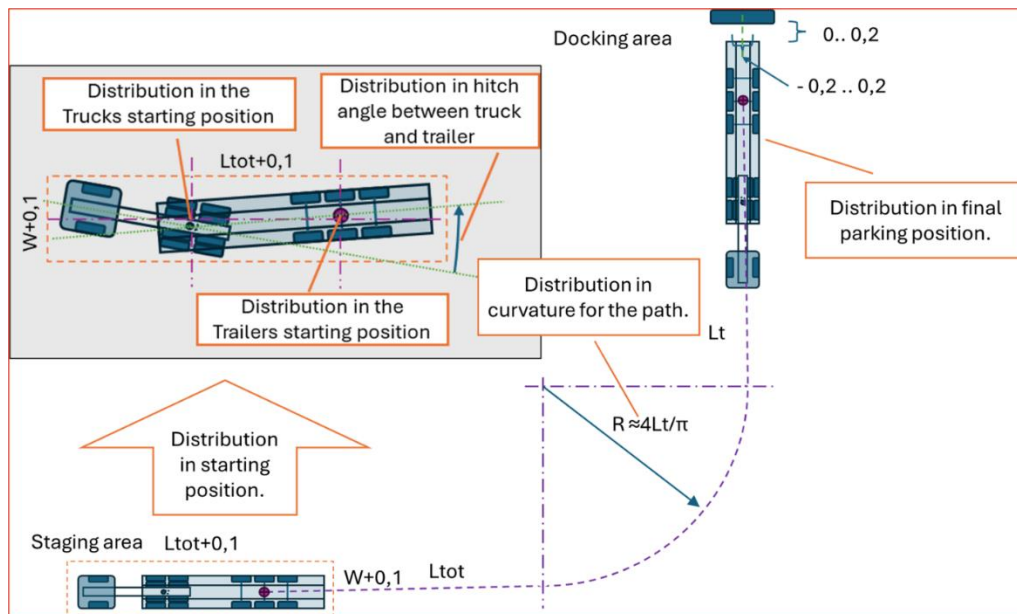 Docking area
0.. 0,2
- 0,2 .. 0,2
Distribution in the
Trucks starting position
Distribution in hitch
angle between truck
and trailer
Ltot+0,1
W+0,1
Distribution in the
Trailers starting position
Distribution in
curvature for the path.
Distribution in final
parking position.
Lt
R ≈4Lt/π
Distribution
in starting
position.
Staging area
Ltot+0,1
W+0,1
Ltot